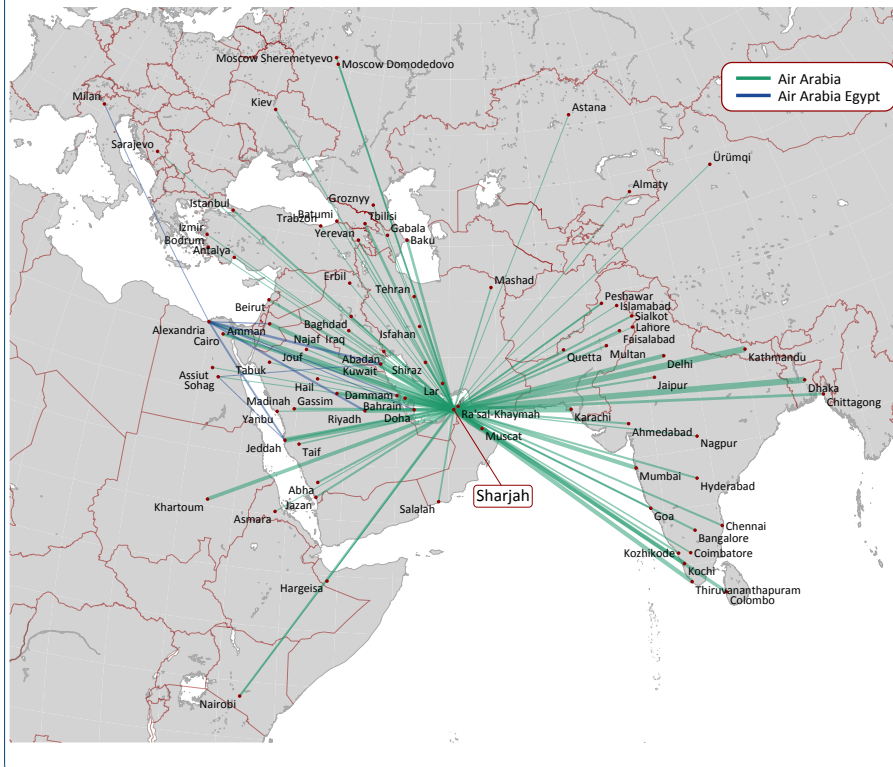 Moscow Sheremetyevo
Moscow Domodedovo
Air Arabia
Air Arabia Egypt
Milan
Kiev
Astana
Sarajevo
Ürümqi
Almaty
Istanbul
Groznyy
Batumi
Tbilisi
Trabzon
Izmir
Gabala
Yerevan
Bodrum
Baku
Antalya
Erbil
Mashad
Tehran
Beirut
Peshawar
Islamabad
Sialkot
Alexandria
Amman
Baghdad
Lahore
Cairo
Najaf Iraq
Isfahan
Faisalabad
Jouf
Abadan
Quetta
Multan
Kathmandu
Tabuk
Kuwait
Shiraz
Delhi
Assiut
Sohag
Hail
Lar
Jaipur
Dhaka
Madinah
Gassim
Dammam
Chittagong
Bahrain
Ra'sal-Khaymah
Yanbu
Riyadh
Doha
Karachi
Muscat
Ahmedabad
Nagpur
Jeddah
Taif
Mumbai
Hyderabad
Abha
Sharjah
Khartoum
Jazan
Salalah
Asmara
Goa
Chennai
Bangalore
Kozhikode
Coimbatore
Kochi
Hargeisa
Thiruvananthapuram
Colombo
Nairobi